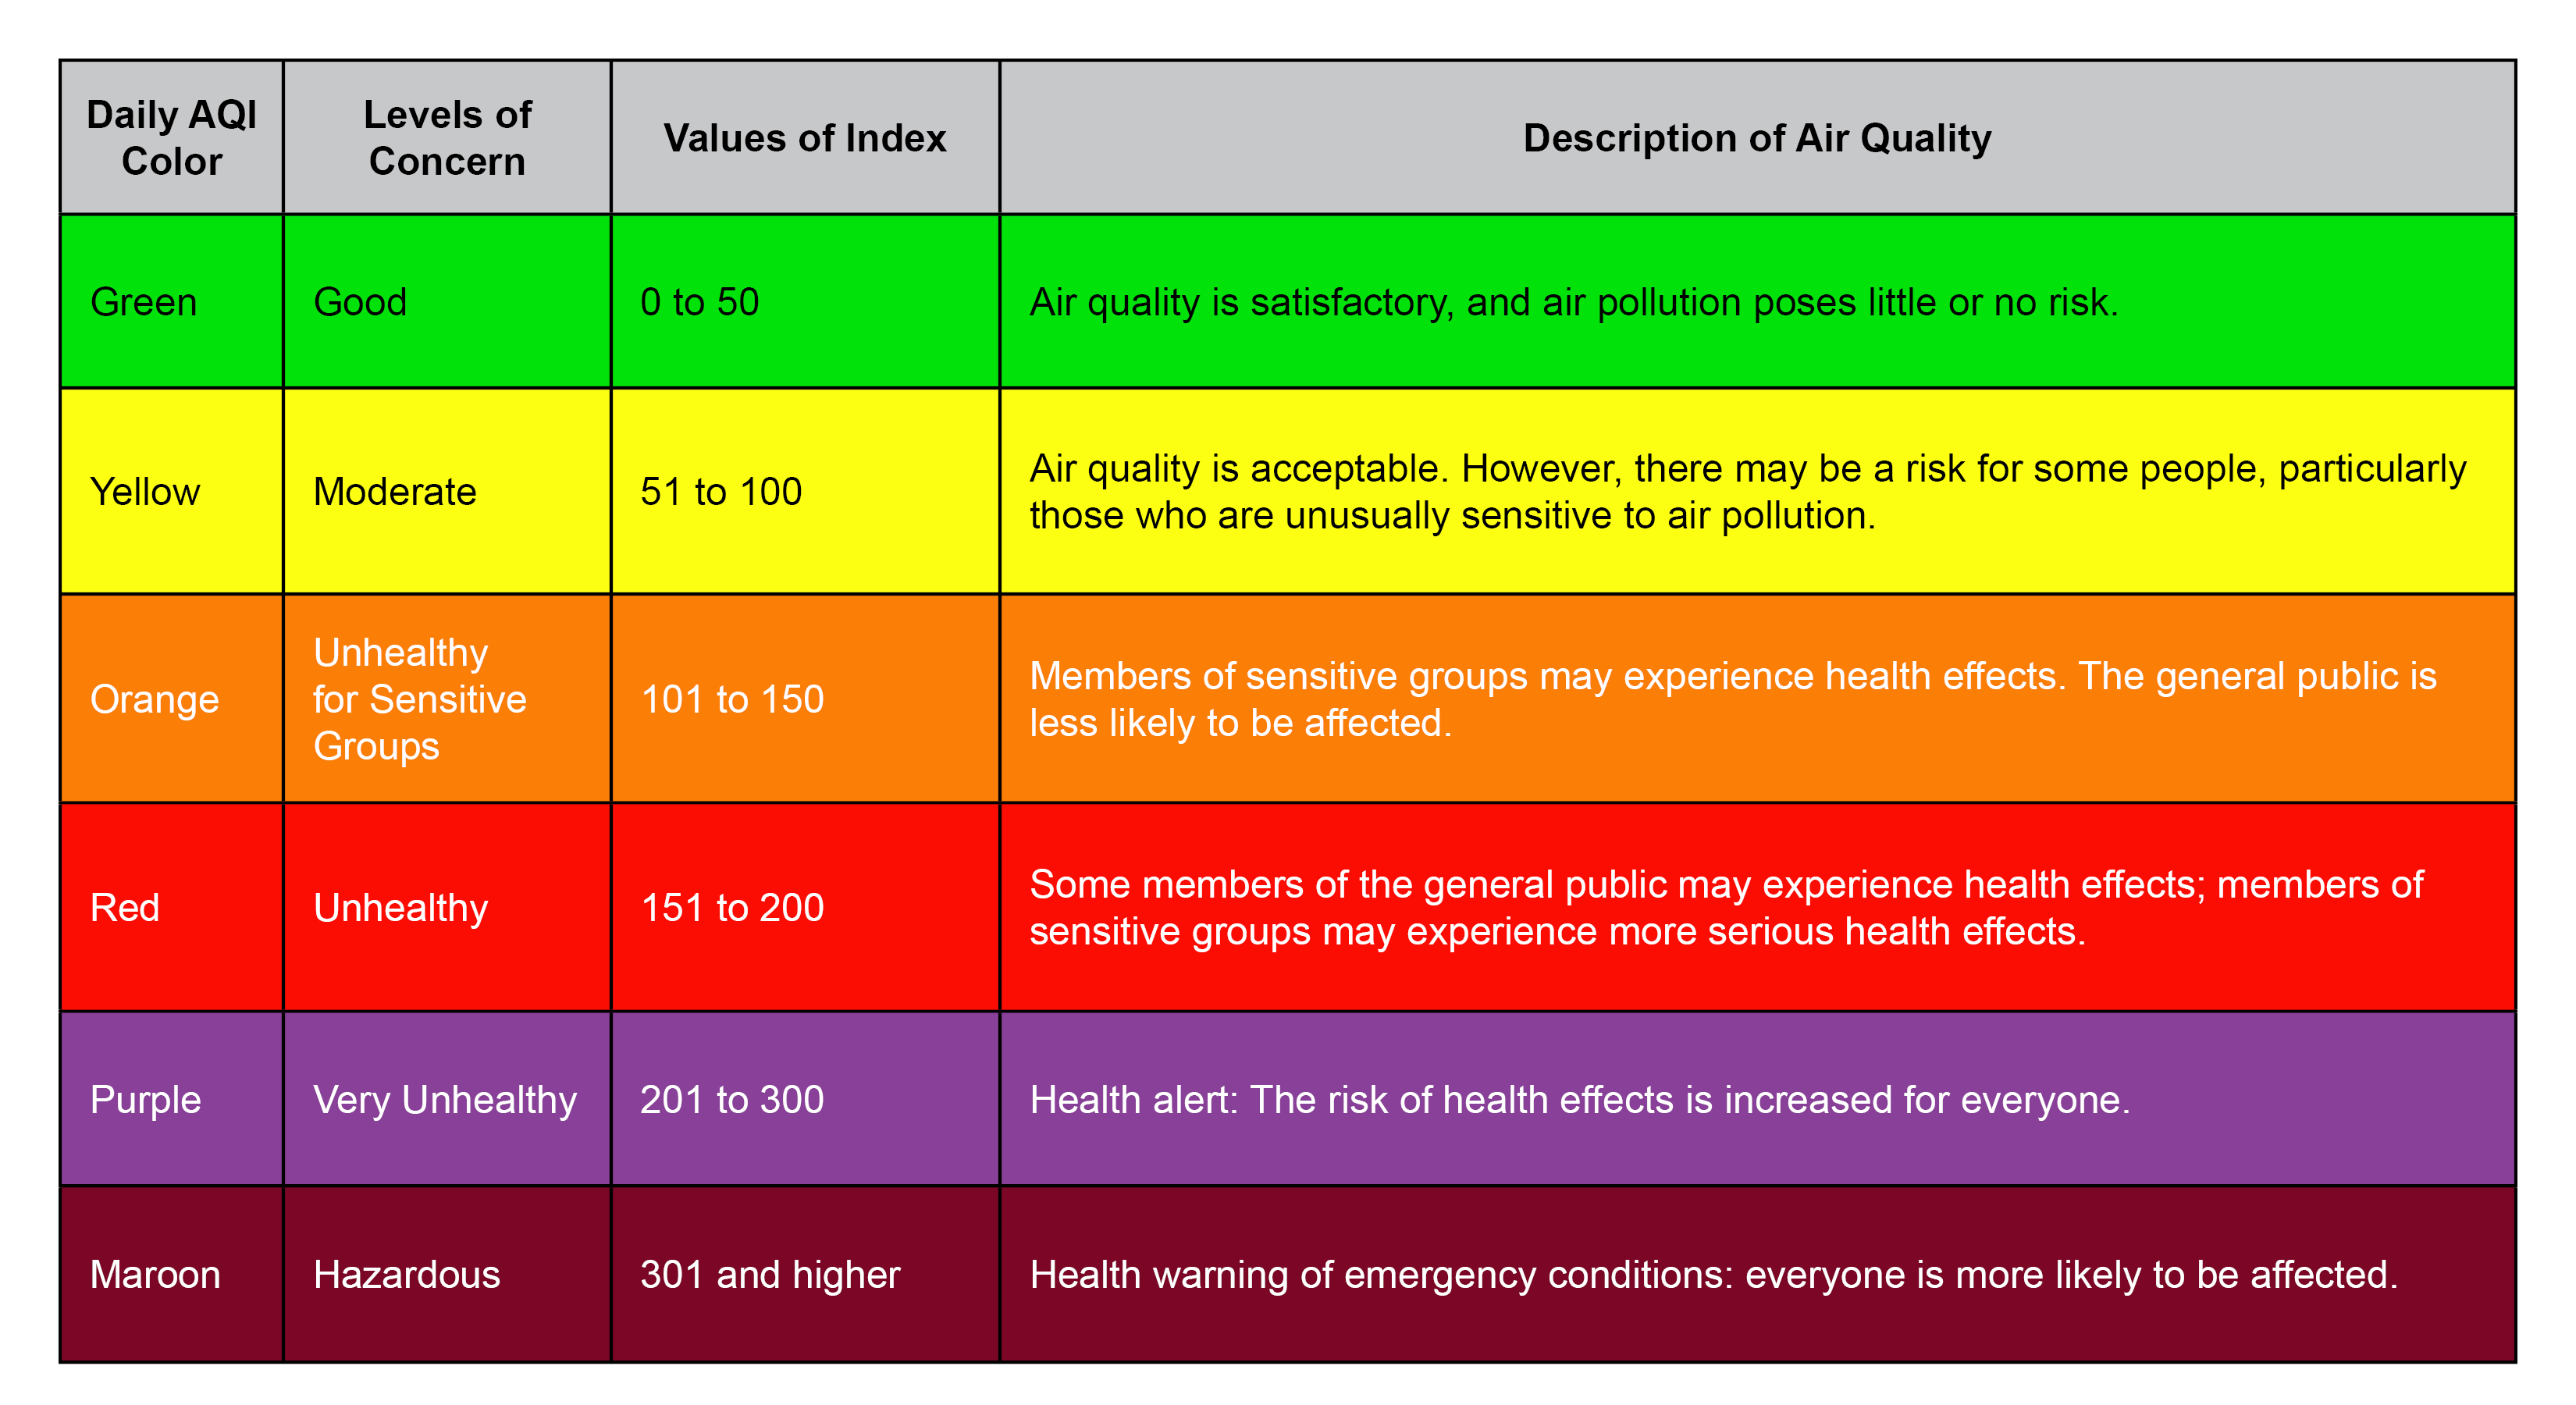 Daily AQI
Color
Levels of
Concern
Values of Index
Description of Air Quality
Green
Good
0 to 50
Air quality is satisfactory, and air pollution poses little or no risk.
Yellow
Moderate
51 to 100
Air quality is acceptable. However, there may be a risk for some people, particularly
those who are unusually sensitive to air pollution.
Orange
Unhealthy
for Sensitive
Groups
101 to 150
Members of sensitive groups may experience health effects. The general public is
less likely to be affected.
Red
Unhealthy
151 to 200
Some members of the general public may experience health effects; members of
sensitive groups may experience more serious health effects.
Purple
Very Unhealthy
201 to 300
Health alert: The risk of health effects is increased for everyone.
Maroon
Hazardous
301 and higher
Health warning of emergency conditions: everyone is more likely to be affected.